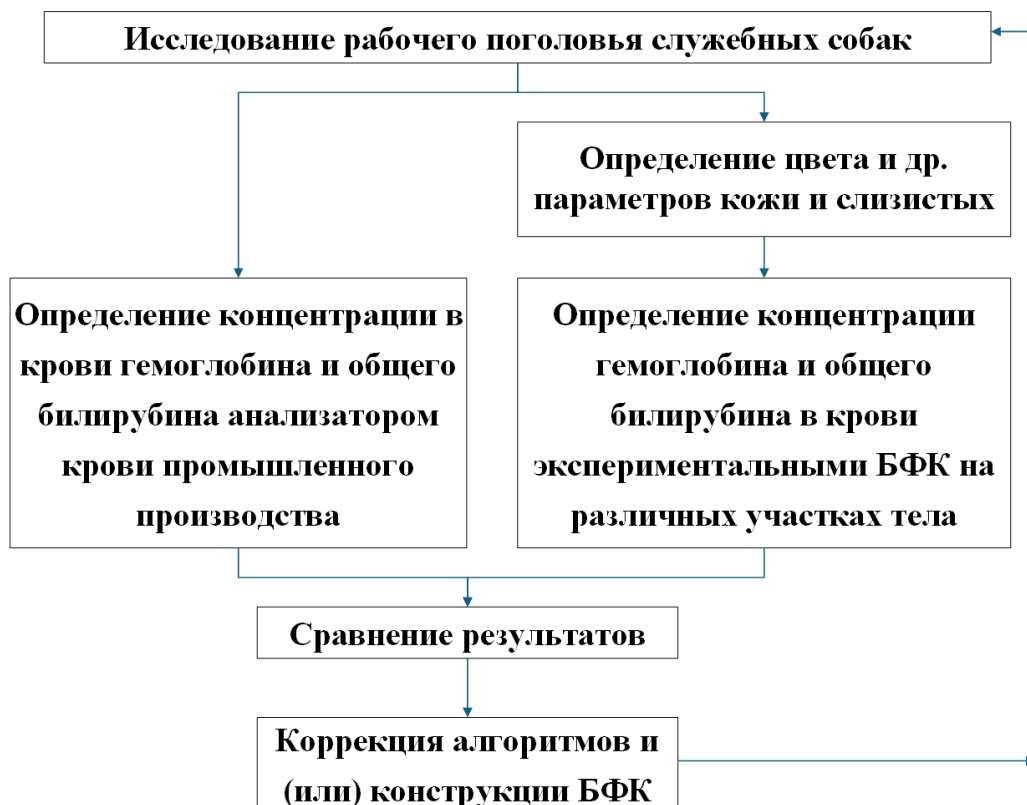 Исследование рабочего поголовья служебных собак
Определение цвета и др.
параметров кожи и слизистых
Определение концентрации в
крови гемоглобина и общего
билирубина анализатором
крови промышленного
производства
Определение концентрации
гемоглобина и общего
билирубина в крови
экспериментальными БФК на
различных участках тела
Сравнение результатов
Коррекция алгоритмов и
(или) конструкции БФК